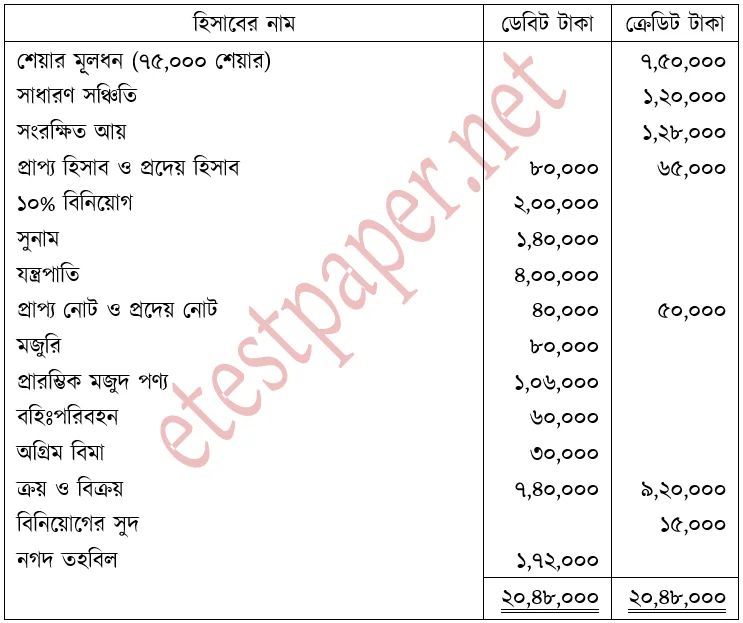 হিসাবের নাম ডেবিট টাকা ক্রেডিট টাকা
শেয়ার মূলধন (৭৫,০০০ শেয়ার) ৭,৫০,০০০
সাধারণ সঞ্চিতি ১,২০,০০০
সংরক্ষিত আয় ১,২৮,০০০
প্রাপ্য হিসাব ও প্রদেয় হিসাব ৮০,০০০ ৬৫,০০০
১০% বিনিয়োগ ২,০০,০০০
সুনাম ১,৪০,০০০
যন্ত্রপাতি ৪,০০,০০০
প্রাপ্য নোট ও প্রদেয় নোট ৪০,০০০ ৫০,০০০
মজুরি ৮০,০০০
প্রারম্ভিক মজুদ পণ্য ১,০৬,০০০
বহিঃপরিবহন ৬০,০০০
অগ্রিম বিমা ৩০,০০০
ক্রয় ও বিক্রয় ৭,৪০,০০০ ৯,২০,০০০
বিনিয়োগের সুদ ১৫,০০০
নগদ তহবিল ১,৭২,০০০
২০,৪৮,০০০ ২০,৪৮,০০০
etestpaper.net